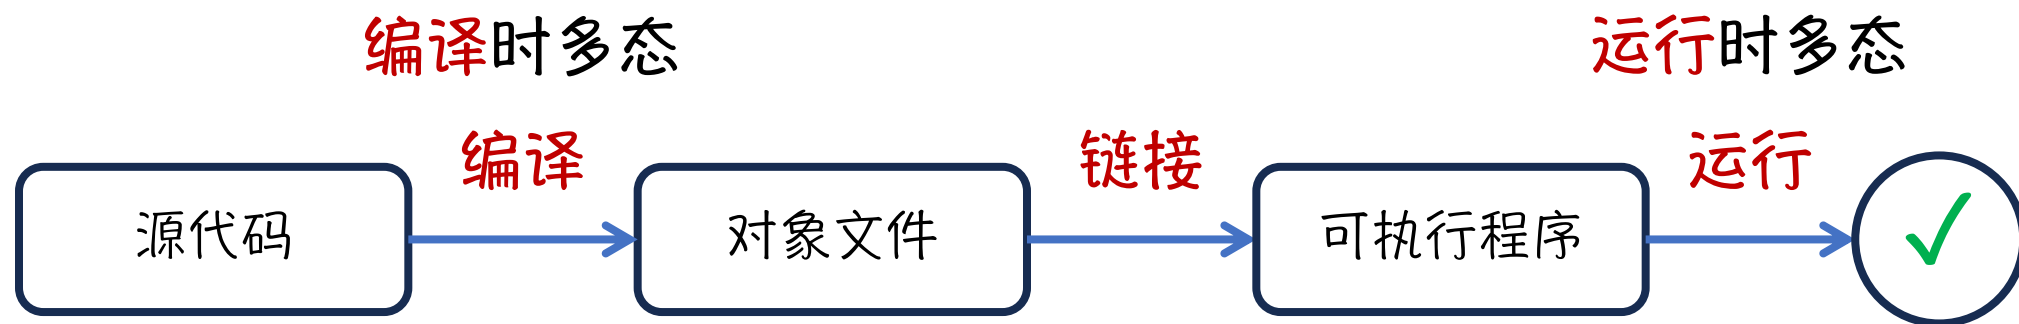 编译时多态
运行时多态
编译
链接
运行
源代码
对象文件
可执行程序